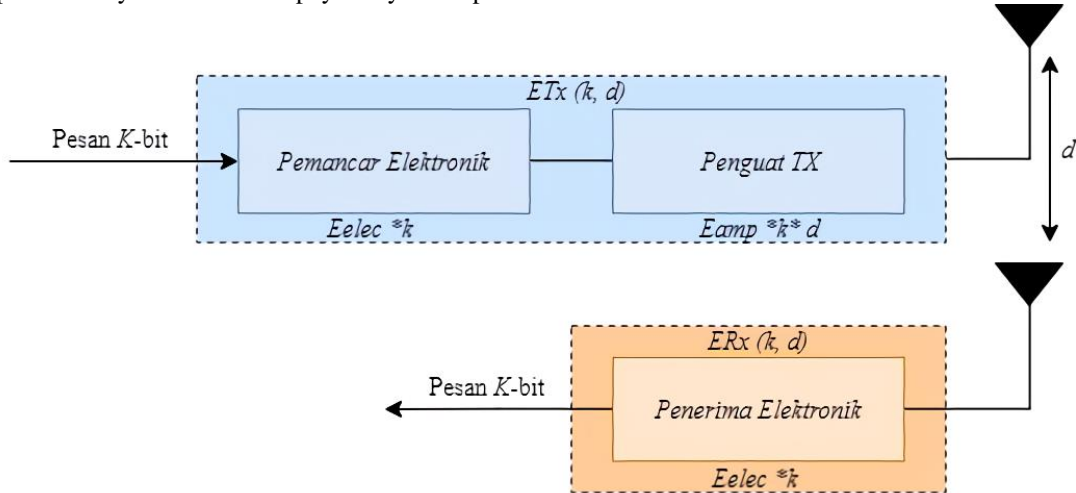 ETx (k, d)
Pesan K-bit
Pemancar Elektronik
Penguat TX
d
Eelec *k
Eamp *k* d
ERx (k, d)
Pesan K-bit
Penerima Elektronik
Eelec *k